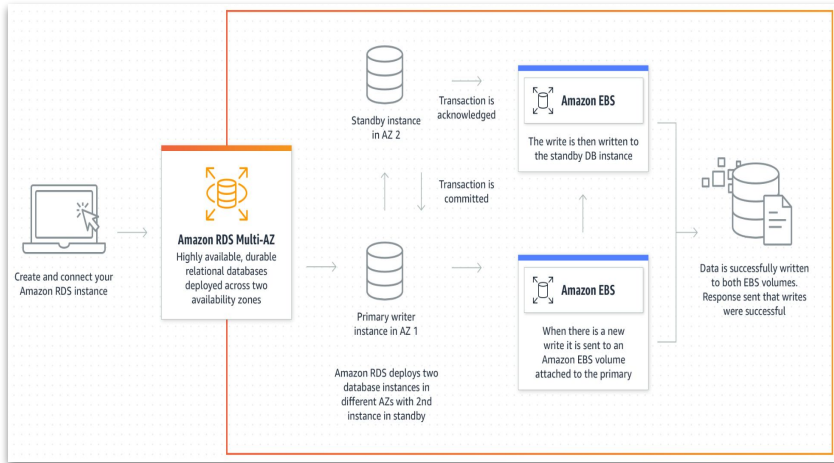 Create and connect your
Amazon RDS instance
Amazon RDS Multi-AZ
Highly available, durable
relational databases
deployed across two
availability zones
Standby instance
in AZ 2
Transaction is
acknowledged
Transaction is
committed
Primary writer
instance in AZ 1
Amazon RDS deploys two
database instances in
different AZs with 2nd
instance in standby
Amazon EBS
The write is then written to
the standby DB instance
Amazon EBS
When there is a new
write it is sent to an
Amazon EBS volume
attached to the primary
Data is successfully written
to both EBS volumes.
Response sent that writes
were successful